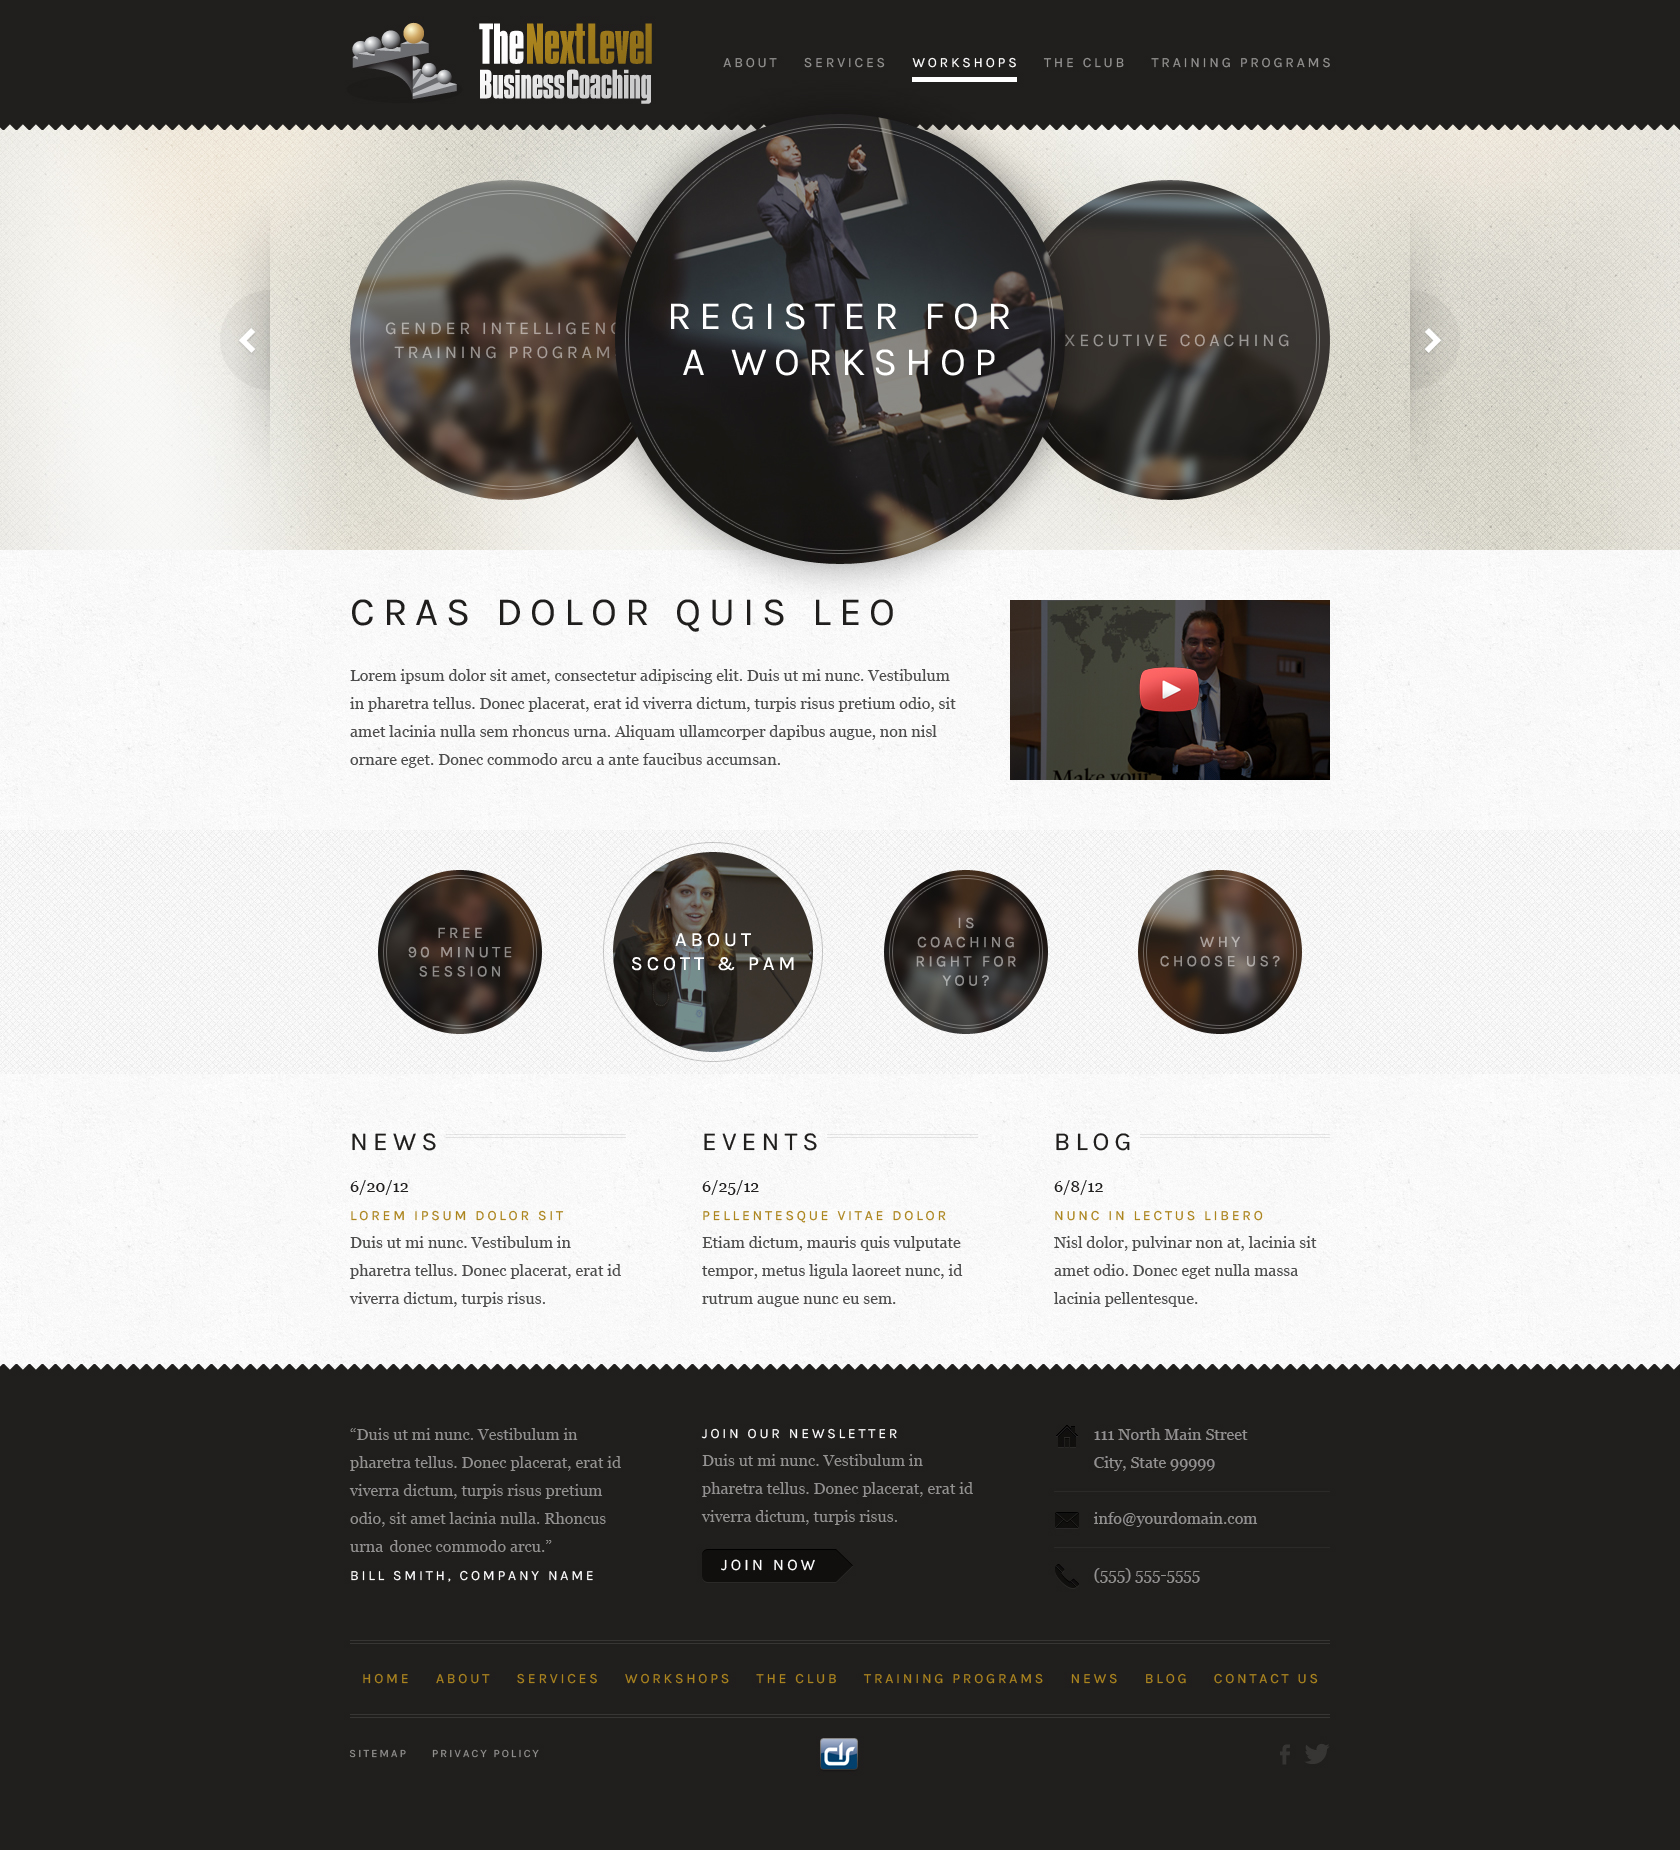 TheNextLevel
BusinessCoaching
ABOUT SERVICES WORKSHOPS THE CLUB TRAINING PROGRAMS
GENDER INTELLIGENC
TRAINING PROGRAM
REGISTER FOR
A WORKSHOP
XECUTIVE COACHING
CRAS DOLOR QUIS LEO
Lorem ipsum dolor sit amet, consectetur adipiscing elit. Duis ut mi nunc. Vestibulum
in pharetra tellus. Donec placerat, erat id viverra dictum, turpis risus pretium odio, sit
amet lacinia nulla sem rhoncus urna. Aliquam ullamcorper dapibus augue, non nisl
ornare eget. Donec commodo arcu a ante faucibus accumsan.
Make your
FREE
90 MINUTE
SESSION
ABOUT
SCOTT & PAM
IS
COACHING
RIGHT FOR
YOU?
WHY
CHOOSE US?
NEWS
6/20/12
LOREM IPSUM DOLOR SIT
Duis ut mi nunc. Vestibulum in
pharetra tellus. Donec placerat, erat id
viverra dictum, turpis risus.
EVENTS
6/25/12
PELLENTESQUE VITAE DOLOR
Etiam dictum, mauris quis vulputate
tempor, metus ligula laoreet nunc, id
rutrum augue nunc eu sem.
BLOG
6/8/12
NUNC IN LECTUS LIBERO
Nisl dolor, pulvinar non at, lacinia sit
amet odio. Donec eget nulla massa
lacinia pellentesque.
“Duis ut mi nunc. Vestibulum in
pharetra tellus. Donec placerat, erat id
viverra dictum, turpis risus pretium
odio, sit amet lacinia nulla. Rhoncus
urna donec commodo arcu.”
BILL SMITH, COMPANY NAME
JOIN OUR NEWSLETTER
Duis ut mi nunc. Vestibulum in
pharetra tellus. Donec placerat, erat id
viverra dictum, turpis risus.
JOIN NOW
111 North Main Street
City, State 99999
info@yourdomain.com
(555) 555-5555
HOME ABOUT SERVICES WORKSHOPS THE CLUB TRAINING PROGRAMS NEWS BLOG CONTACT US
SITEMAP PRIVACY POLICY